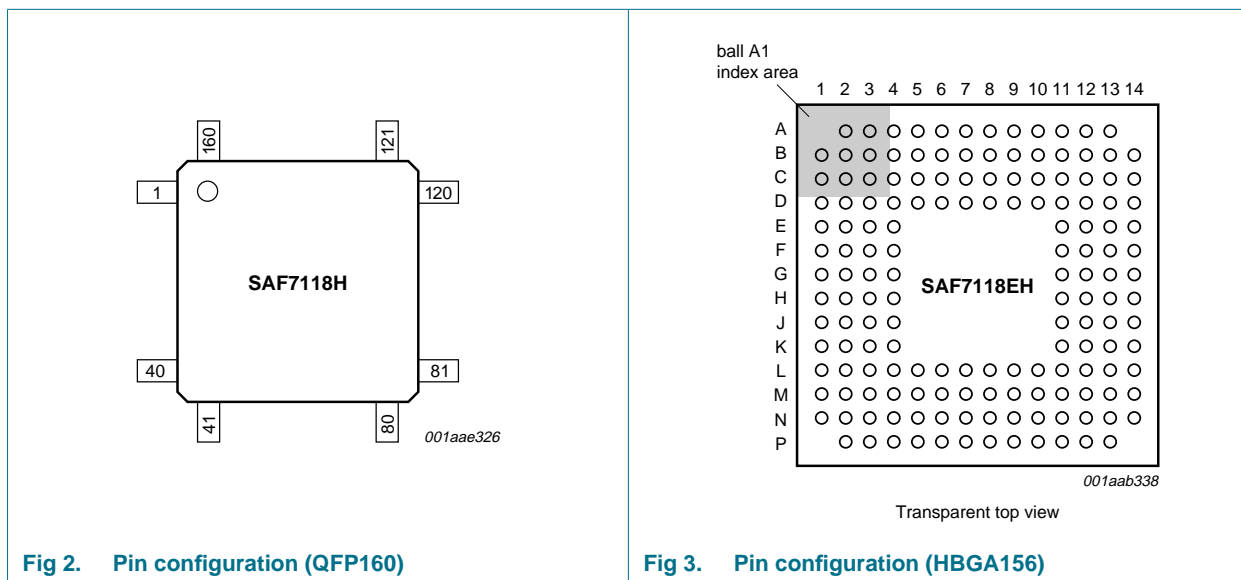 160
121
1
120
SAF7118H
40
81
41
80
001aae326
Fig 2. Pin configuration (QFP160)
ball A1
index area
1 2 3 4 5 6 7 8 9 10 11 12 13 14
A
B
C
D
E
F
G
H
J
K
L
M
N
P
SAF7118EH
001aab338
Transparent top view
Fig 3. Pin configuration (HBGA156)